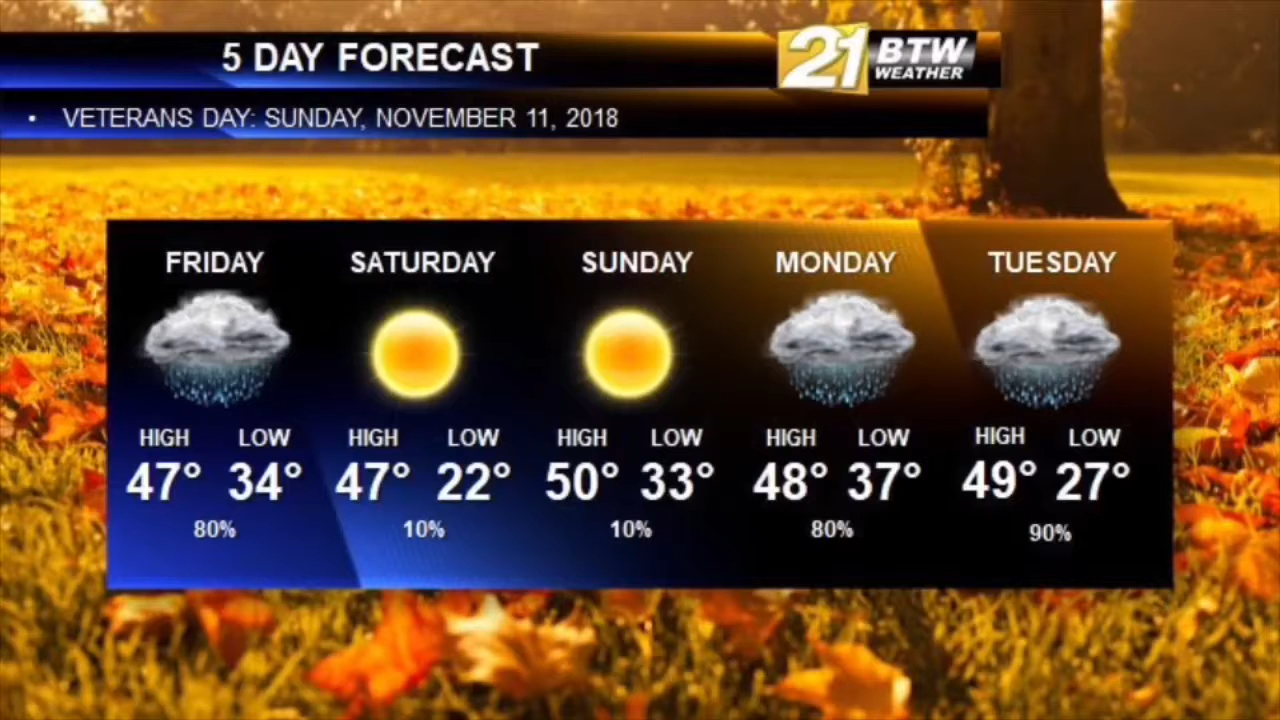 5 DAY FORECAST
21 BTW
WEATHER
• VETERANS DAY: SUNDAY, NOVEMBER 11, 2018
FRIDAY SATURDAY SUNDAY MONDAY TUESDAY
HIGH LOW HIGH LOW HIGH LOW HIGH LOW HIGH LOW
47° 34° 47° 22° 50° 33° 48° 37° 49° 27°
80% 10% 10% 80% 90%